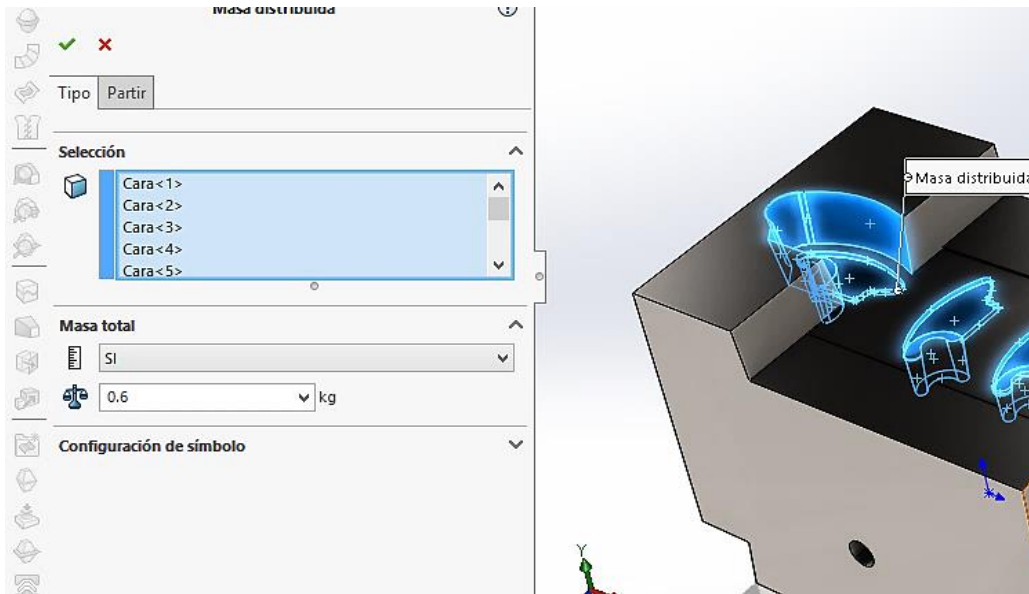 Masa distribuida
Tipo
Partir
Selección
Cara<1>
Cara<2>
Cara<3>
Cara<4>
Cara<5>
Masa total
SI
0.6
kg
Configuración de símbolo
Masa distribuida
Y